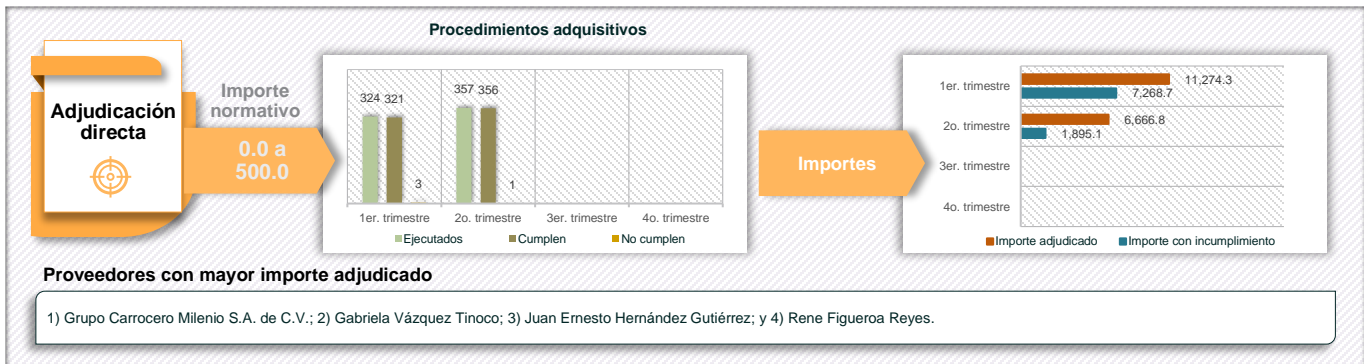 Procedimientos adquisitivos
Adjudicación
directa
Importe
normativo
0.0 a
500.0
324
321
3
357
356
1
1er. trimestre
2o. trimestre
3er. trimestre
4o. trimestre
Ejecutados
Cumplen
No cumplen
Importes
1er. trimestre
11,274.3
7,268.7
2o. trimestre
6,666.8
1,895.1
3er. trimestre
4o. trimestre
Importe adjudicado
Importe con incumplimiento
Proveedores con mayor importe adjudicado
1) Grupo Carrocero Milenio S.A. de C.V.; 2) Gabriela Vázquez Tinoco; 3) Juan Ernesto Hernández Gutiérrez; y 4) Rene Figueroa Reyes.